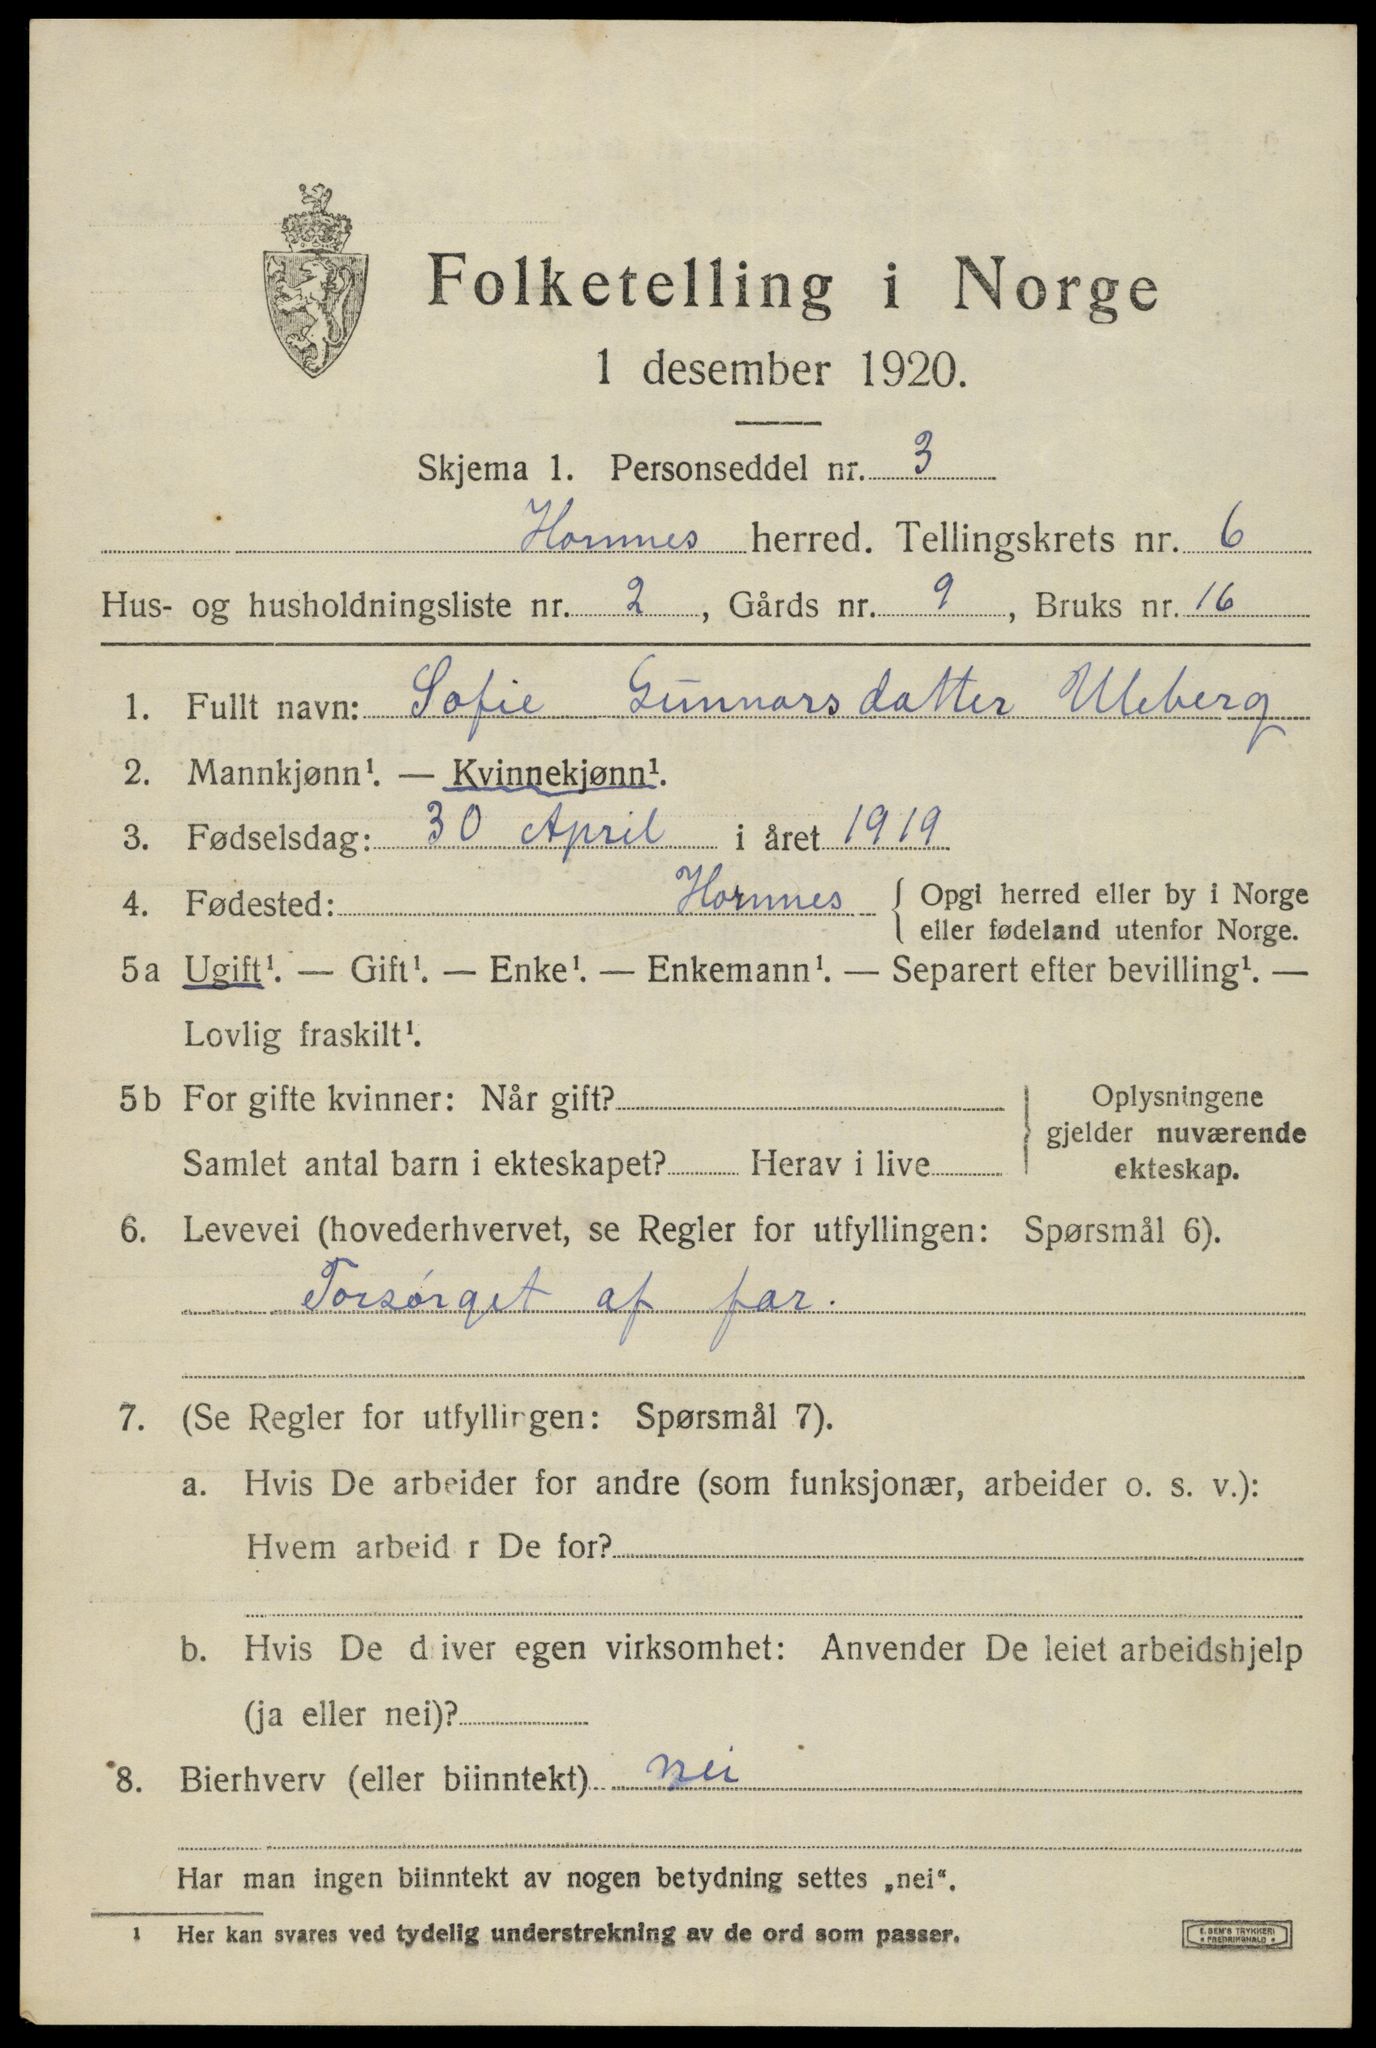 Folketelling i Norge
1 desember 1920.
Skjema 1. Personseddel nr. 3
Hornnes herred. Tellingskrets nr. 6
Hus- og husholdningsliste nr. 2, Gårds nr. 9, Bruks nr. 16
1. Fullt navn: Sofie Gunnarsdatter Uleberg
2. Mannkjønn¹. — Kvinnekjønn¹.
3. Fødselsdag: 30 April i året 1919
4. Fødested: Hornnes { Opgi herred eller by i Norge
eller fødeland utenfor Norge.
5a Ugift¹. — Gift¹. — Enke¹. — Enkemann¹. — Separert efter bevilling¹. —
Lovlig fraskilt¹.
5b For gifte kvinner: Når gift?
Samlet antal barn i ekteskapet? Herav i live
} Oplysningene
gjelder nuværende
ekteskap.
6. Levevei (hovederhvervet, se Regler for utfyllingen: Spørsmål 6).
Forsørget af far.
7. (Se Regler for utfyllingen: Spørsmål 7).
a. Hvis De arbeider for andre (som funksjonær, arbeider o. s. v.):
Hvem arbeid r De for?
b. Hvis De driver egen virksomhet: Anvender De leiet arbeidshjelp
(ja eller nei)?
8. Bierhverv (eller biinntekt) nei
Har man ingen biinntekt av nogen betydning settes „nei“.
1 Her kan svares ved tydelig understrekning av de ord som passer.
E. SEM'S TRYKKERI
FREDRIKSHALD